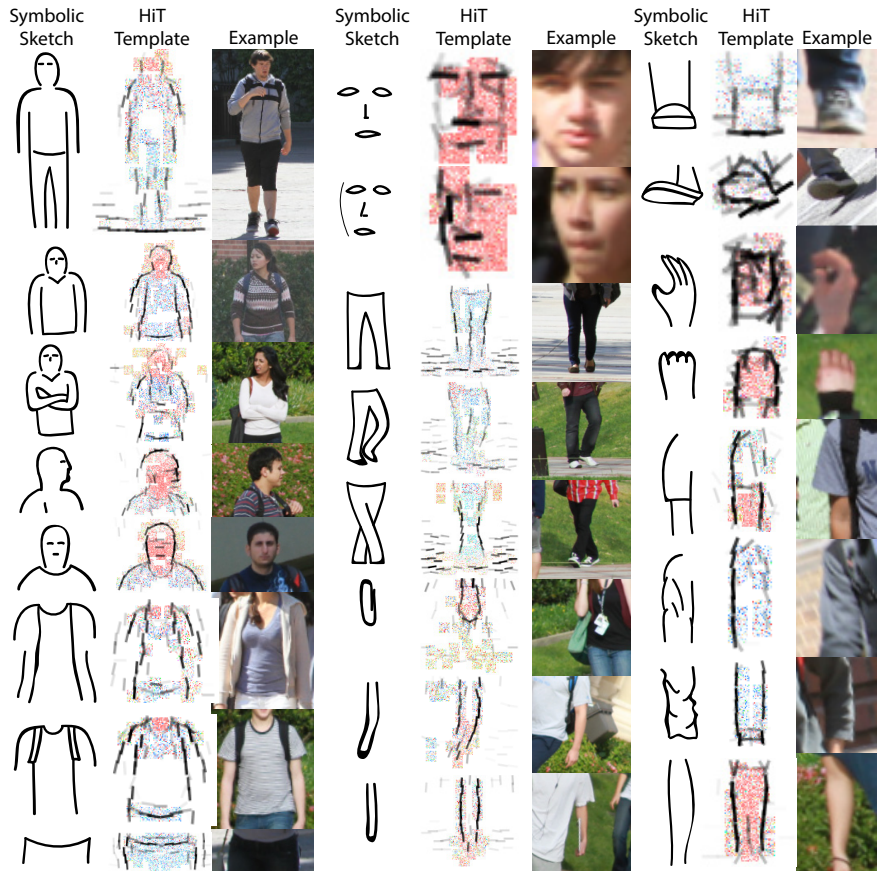 Symbolic
Sketch
HiT
Template
Example
Symbolic
Sketch
HiT
Template
Example
Symbolic
Sketch
HiT
Template
Example